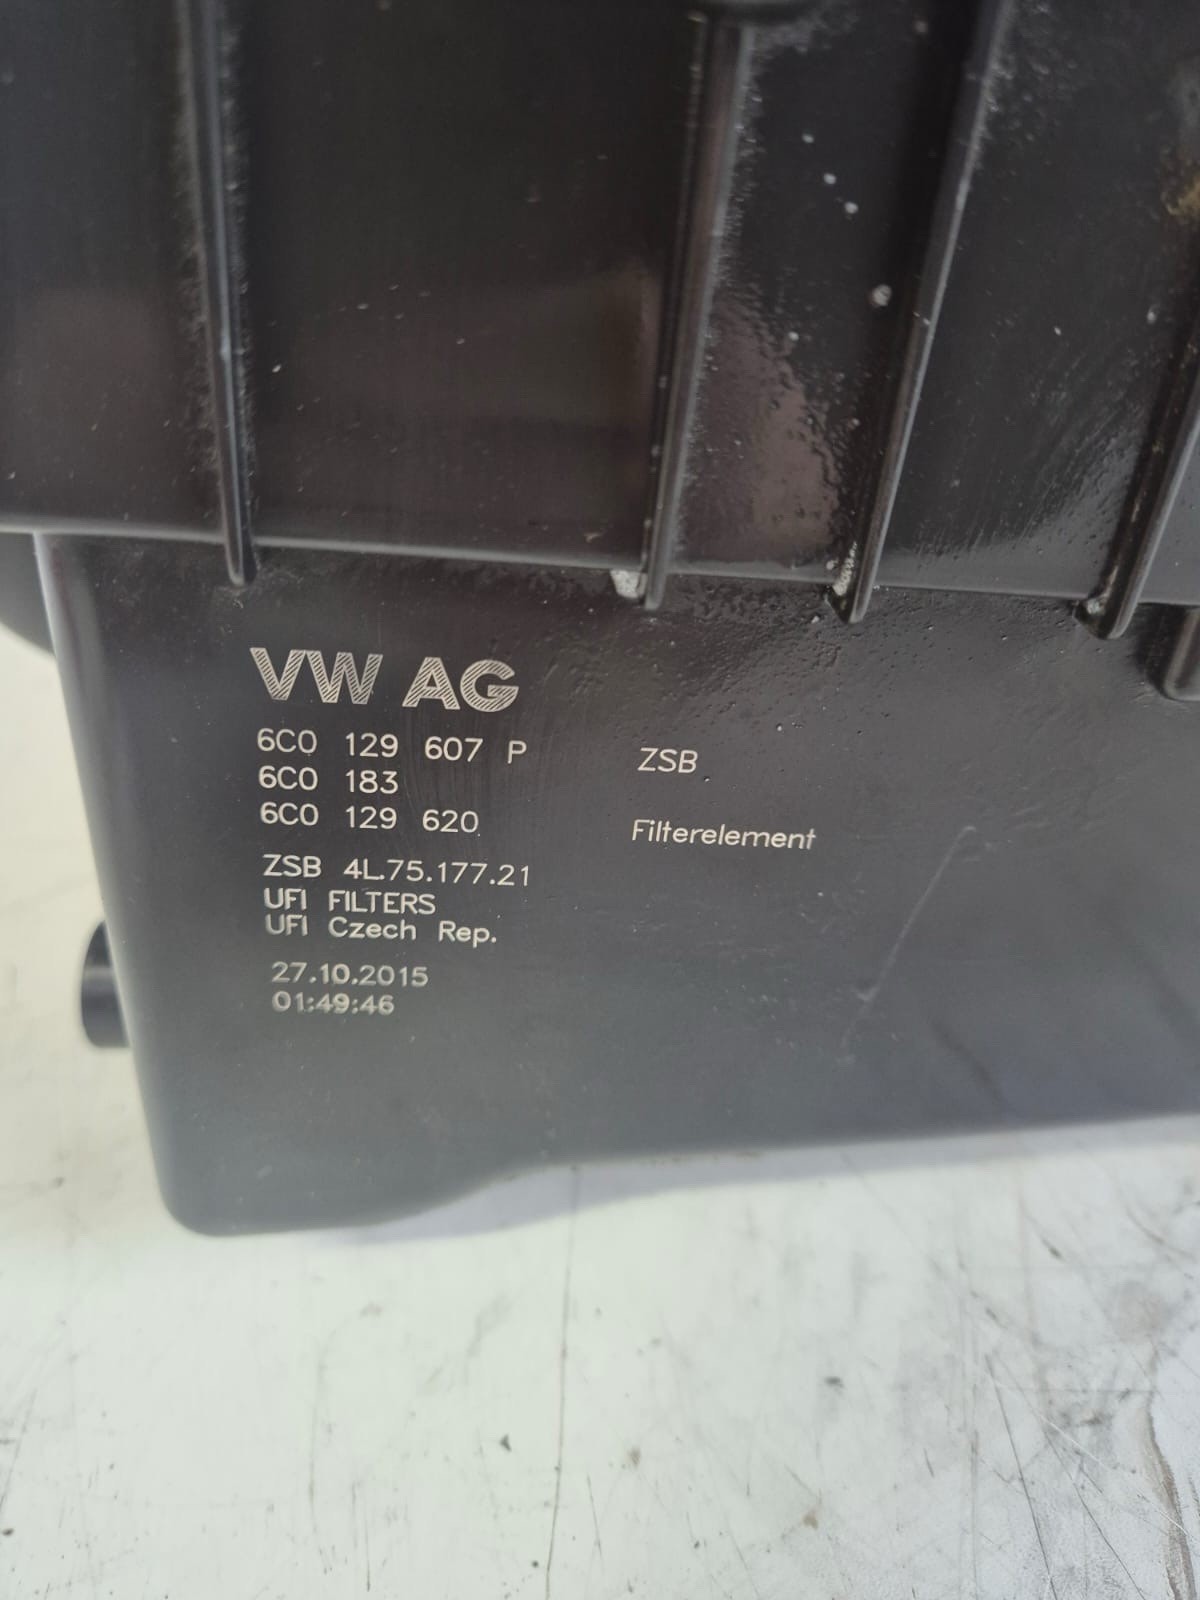 VW AG
6C0 129 607 P ZSB
6C0 183
6C0 129 620 Filterelement
ZSB 4L.75.177.21
UFI FILTERS
UFI Czech Rep.
27.10.2015
01:49:46